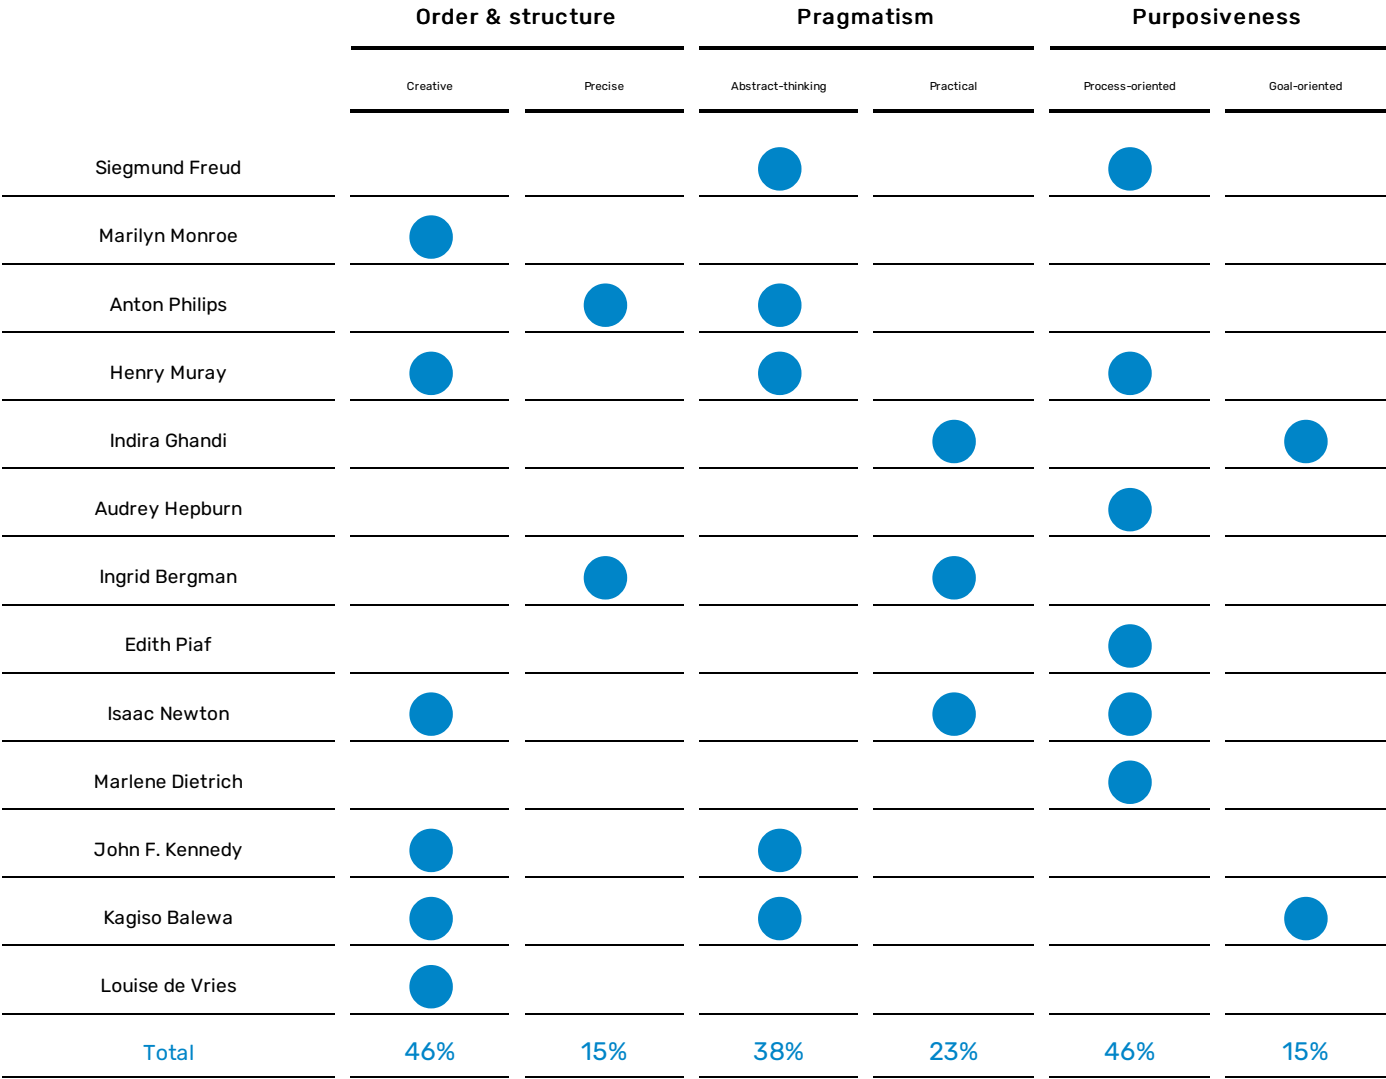 Order & structure Pragmatism Purposiveness
Creative Precise Abstract-thinking Practical Process-oriented Goal-oriented
Siegmund Freud
Marilyn Monroe
Anton Philips
Henry Muray
Indira Ghandi
Audrey Hepburn
Ingrid Bergman
Edith Piaf
Isaac Newton
Marlene Dietrich
John F. Kennedy
Kagiso Balewa
Louise de Vries
Total 46% 15% 38% 23% 46% 15%